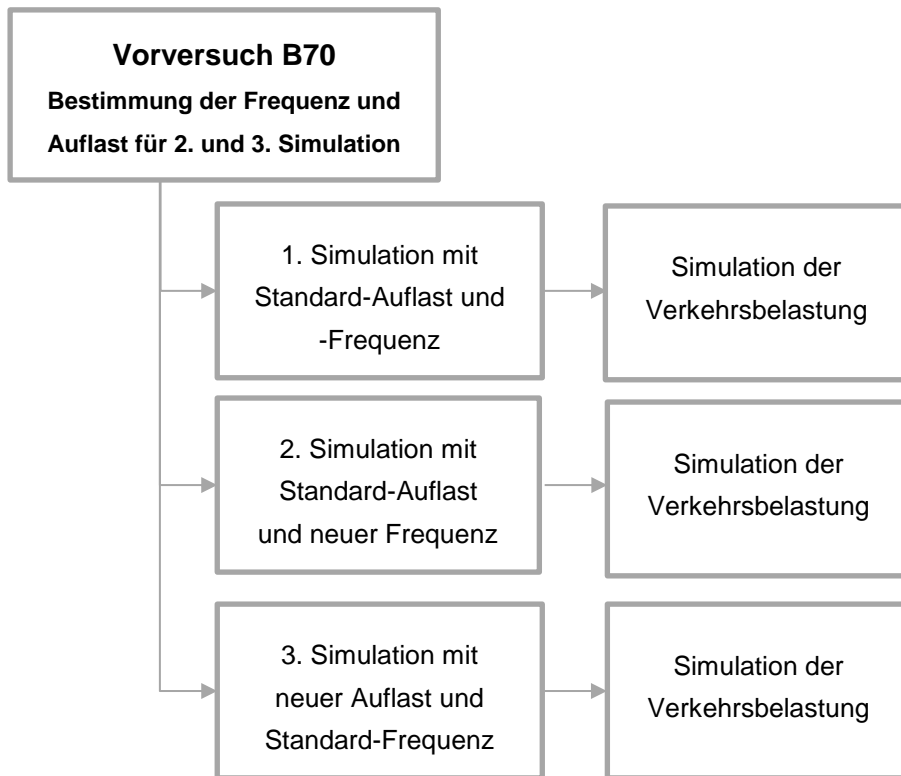 Vorversuch B70
Bestimmung der Frequenz und
Auflast für 2. und 3. Simulation
1. Simulation mit
Standard-Auflast und
-Frequenz
Simulation der
Verkehrsbelastung
2. Simulation mit
Standard-Auflast
und neuer Frequenz
Simulation der
Verkehrsbelastung
3. Simulation mit
neuer Auflast und
Standard-Frequenz
Simulation der
Verkehrsbelastung